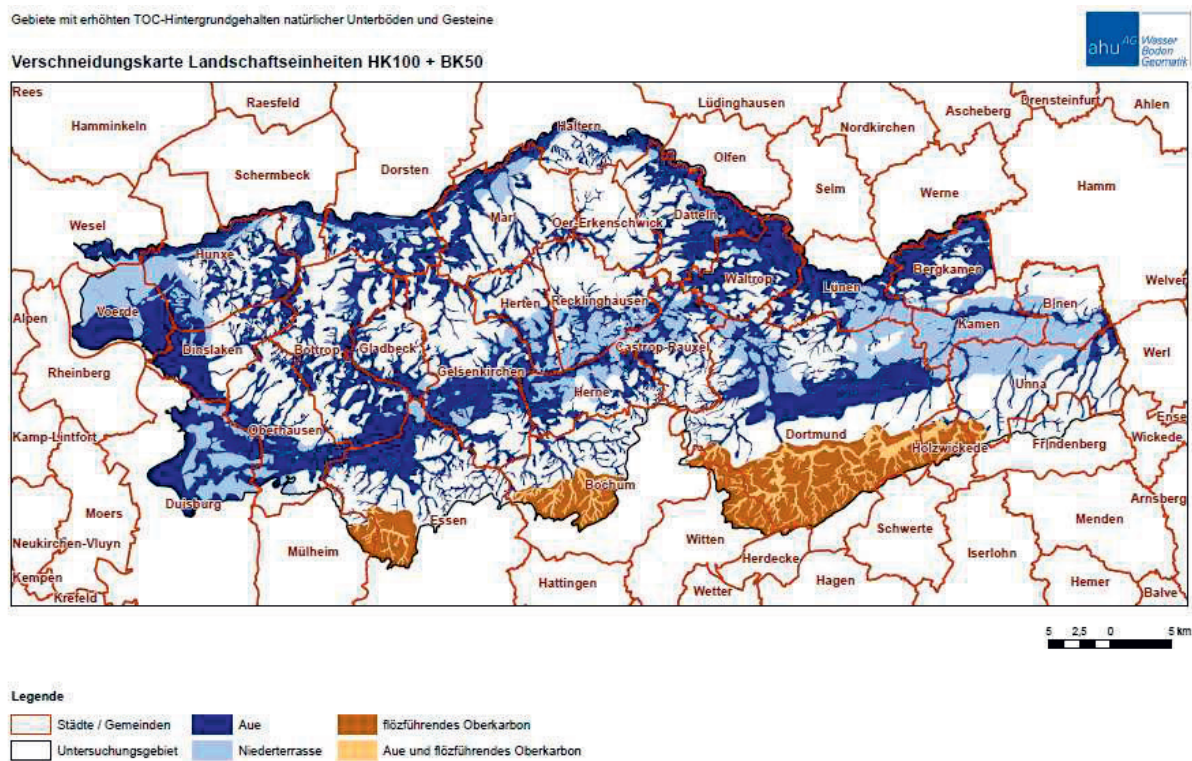 Gebiete mit erhöhten TOC-Hintergrundgehalten natürlicher Unterböden und Gesteine
ahu AG Wasser
Boden
Geomatik
Verschneidungskarte Landschaftseinheiten HK100 + BK50
Rees
Raesfeld
Lüdinghausen
Drensteinfurt
Ahlen
Ascheberg
Hamminkeln
Haltern
Nordkirchen
Olfen
Dorsten
Schermbeck
Selm
Werne
Hamm
Marl
Oer-Erkenschwick
Datteln
Wesel
Hünxe
Bergkamen
Waltrop
Lünen
Welver
Herten
Recklinghausen
Bönen
Voerde
Alpen
Kamen
Dinslaken
Bottrop
Gladbeck
Castrop-Rauxel
Werl
Rheinberg
Gelsenkirchen
Unna
Herne
Ense
Kamp-Lintfort
Oberhausen
Dortmund
Holzwickede
Fröndenberg
Wickede
Bochum
Arnsberg
Duisburg
Moers
Essen
Schwerte
Menden
Neukirchen-Vluyn
Mülheim
Witten
Herdecke
Iserlohn
Kempen
Hattingen
Wetter
Hagen
Hemer
Balve
Krefeld
5 2,5 0 5 km
Legende
Städte / Gemeinden Aue flözführendes Oberkarbon
Untersuchungsgebiet Niederterrasse Aue und flözführendes Oberkarbon